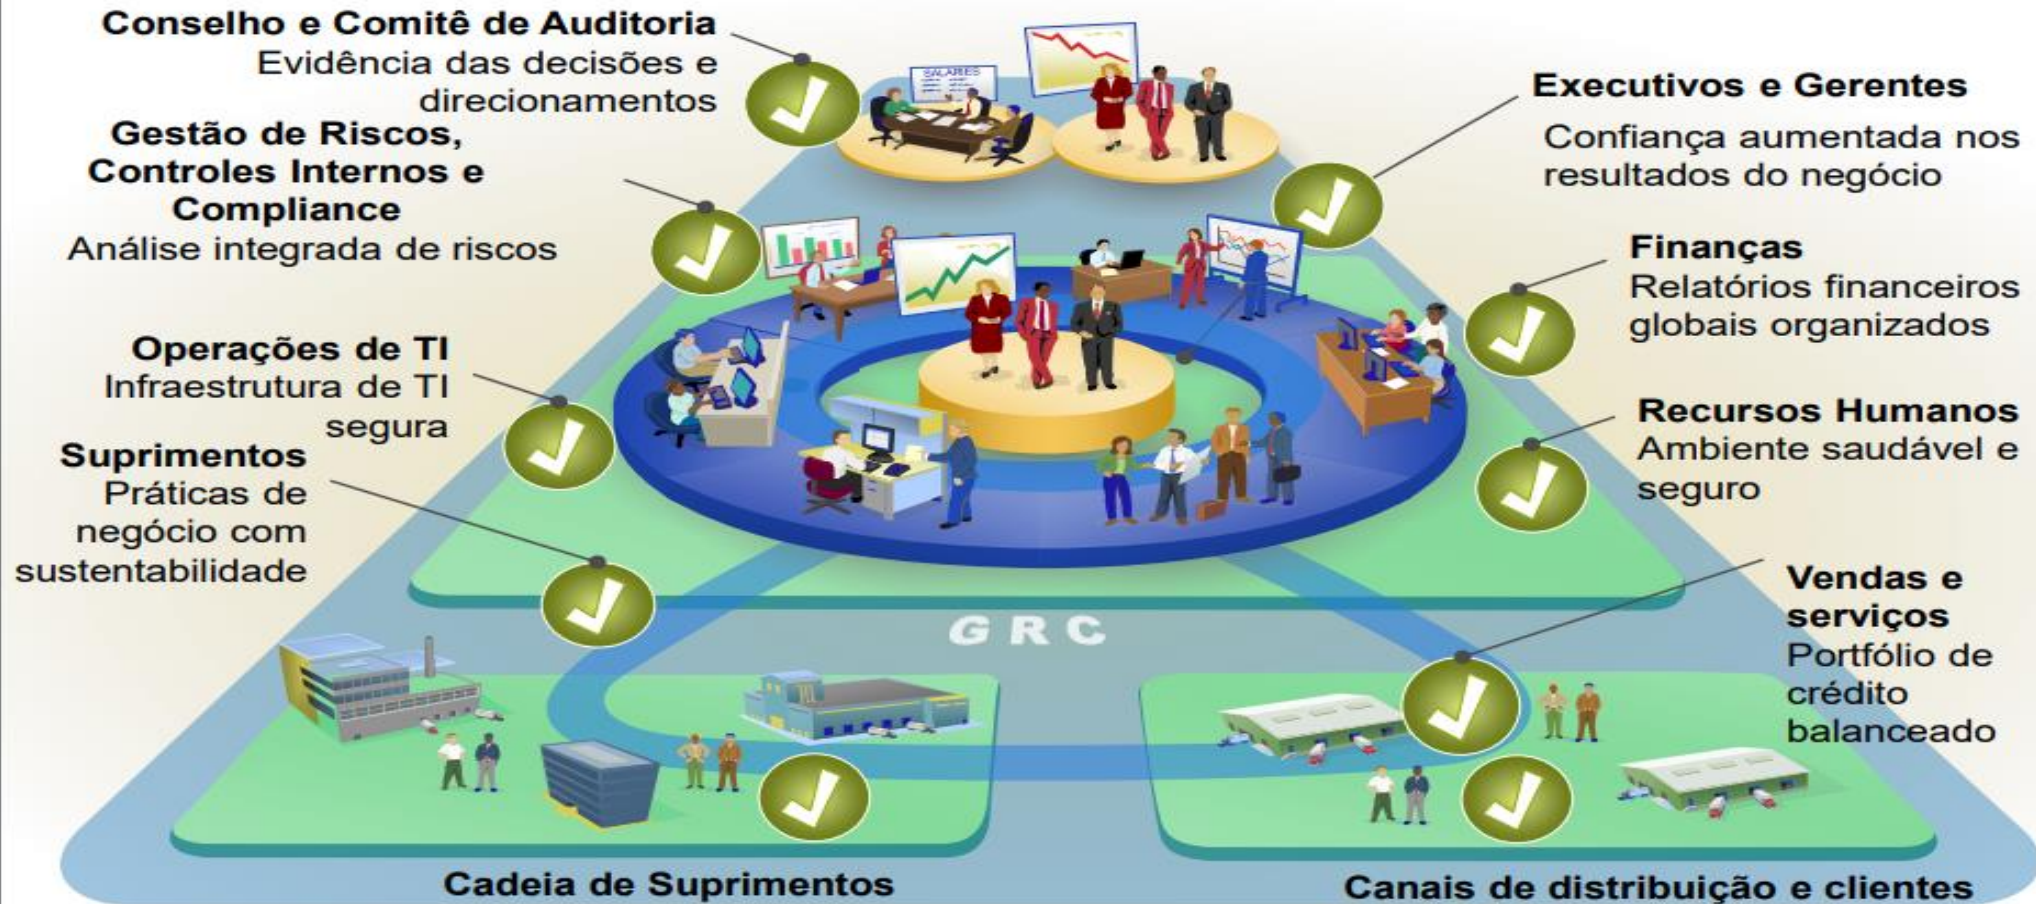 Conselho e Comitê de Auditoria
Evidência das decisões e
direcionamentos
Gestão de Riscos,
Controles Internos e
Compliance
Análise integrada de riscos
Operações de TI
Infraestrutura de TI
segura
Suprimentos
Práticas de
negócio com
sustentabilidade
SALARIES
Executivos e Gerentes
Confiança aumentada nos
resultados do negócio
Finanças
Relatórios financeiros
globais organizados
Recursos Humanos
Ambiente saudável e
seguro
Vendas e
serviços
Portfólio de
crédito
balanceado
GRC
Cadeia de Suprimentos
Canais de distribuição e clientes